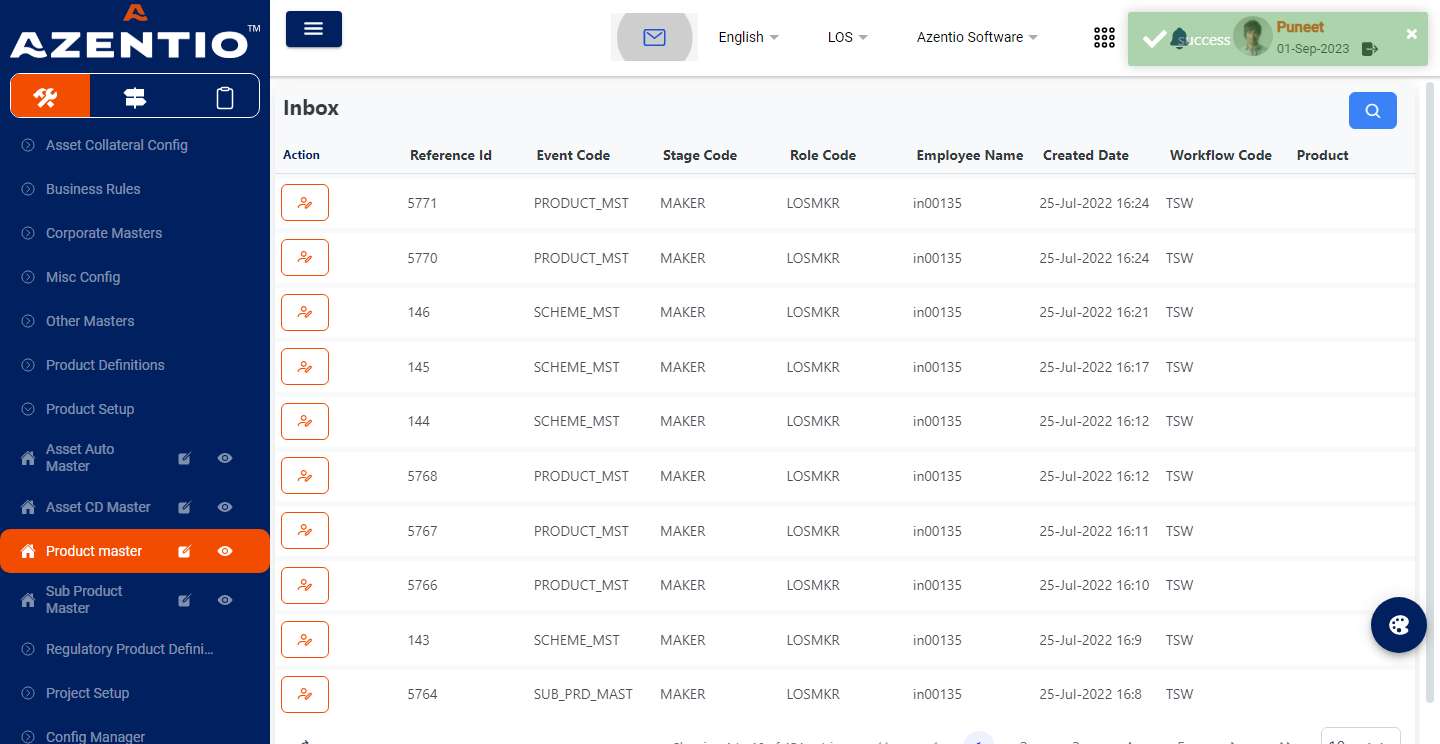 AZENTIO™
English
LOS
Azentio Software
success
Puneet
01-Sep-2023
Asset Collateral Config
Business Rules
Corporate Masters
Misc Config
Other Masters
Product Definitions
Product Setup
Asset Auto
Master
Asset CD Master
Product master
Sub Product
Master
Regulatory Product Defini...
Project Setup
Config Manager
Inbox
Action Reference Id Event Code Stage Code Role Code Employee Name Created Date Workflow Code Product
5771 PRODUCT_MST MAKER LOSMKR in00135 25-Jul-2022 16:24 TSW
5770 PRODUCT_MST MAKER LOSMKR in00135 25-Jul-2022 16:24 TSW
146 SCHEME_MST MAKER LOSMKR in00135 25-Jul-2022 16:21 TSW
145 SCHEME_MST MAKER LOSMKR in00135 25-Jul-2022 16:17 TSW
144 SCHEME_MST MAKER LOSMKR in00135 25-Jul-2022 16:12 TSW
5768 PRODUCT_MST MAKER LOSMKR in00135 25-Jul-2022 16:12 TSW
5767 PRODUCT_MST MAKER LOSMKR in00135 25-Jul-2022 16:11 TSW
5766 PRODUCT_MST MAKER LOSMKR in00135 25-Jul-2022 16:10 TSW
143 SCHEME_MST MAKER LOSMKR in00135 25-Jul-2022 16:9 TSW
5764 SUB_PRD_MAST MAKER LOSMKR in00135 25-Jul-2022 16:8 TSW